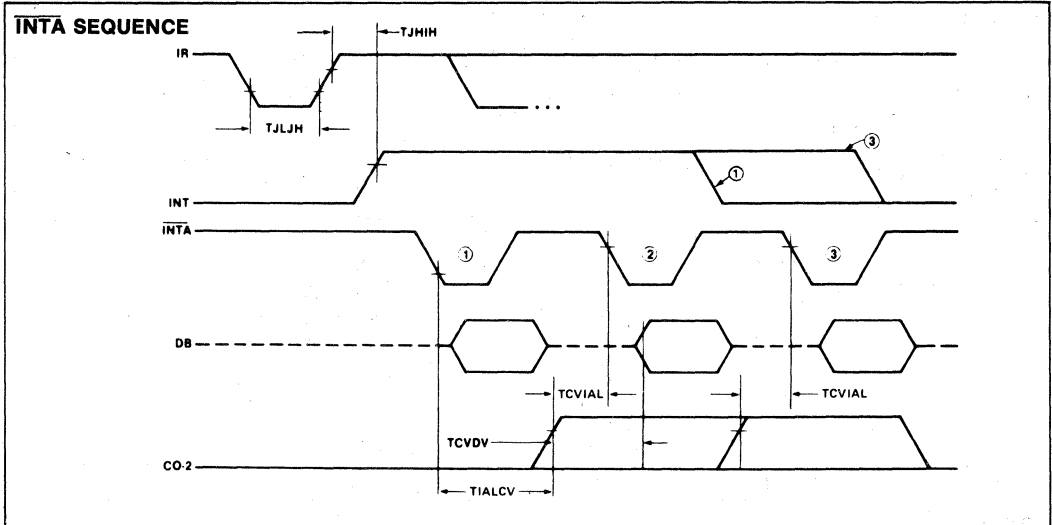 INTA SEQUENCE
TJHIH
IR
. . .
TJLJH
③
①
INT
INTA
① ② ③
DB
TCVIAL TCVIAL
TCVDV
CO-2
TIALCV